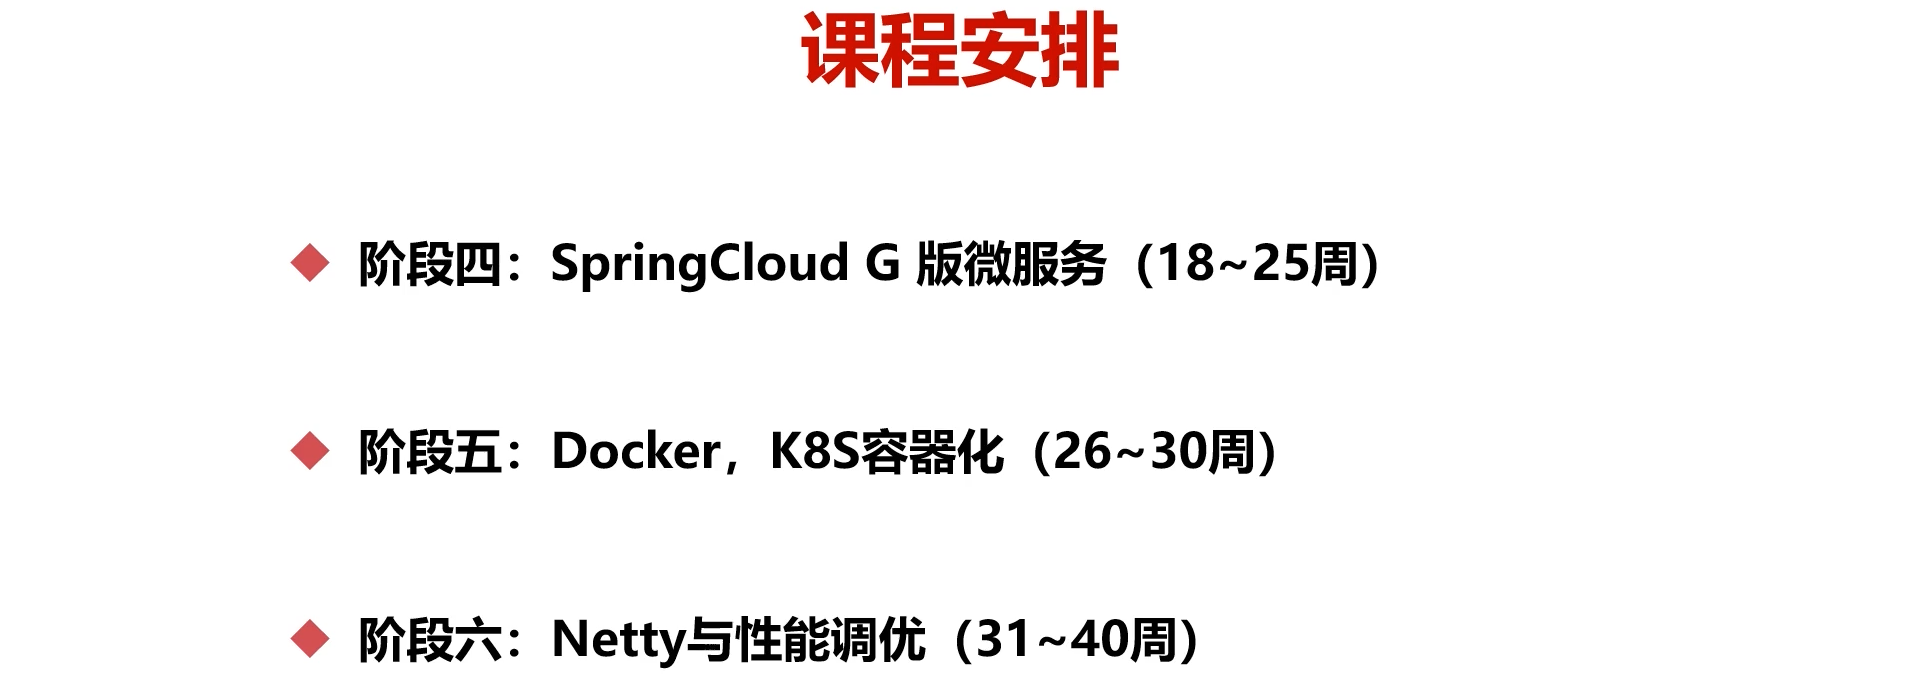 课程安排
阶段四：SpringCloud G 版微服务（18~25周）
阶段五：Docker，K8S容器化（26~30周）
阶段六：Netty与性能调优（31~40周）